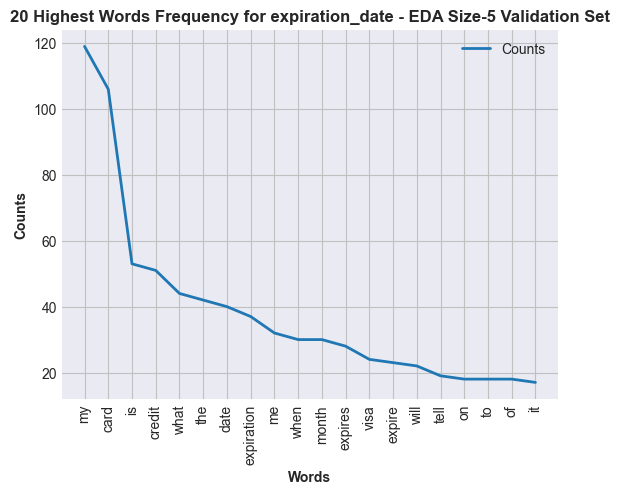 20 Highest Words Frequency for expiration_date - EDA Size-5 Validation Set
Counts
120
100
80
60
40
20
Counts
my
card
is
credit
what
the
date
expiration
me
when
month
expires
visa
expire
will
tell
on
to
of
it
Words